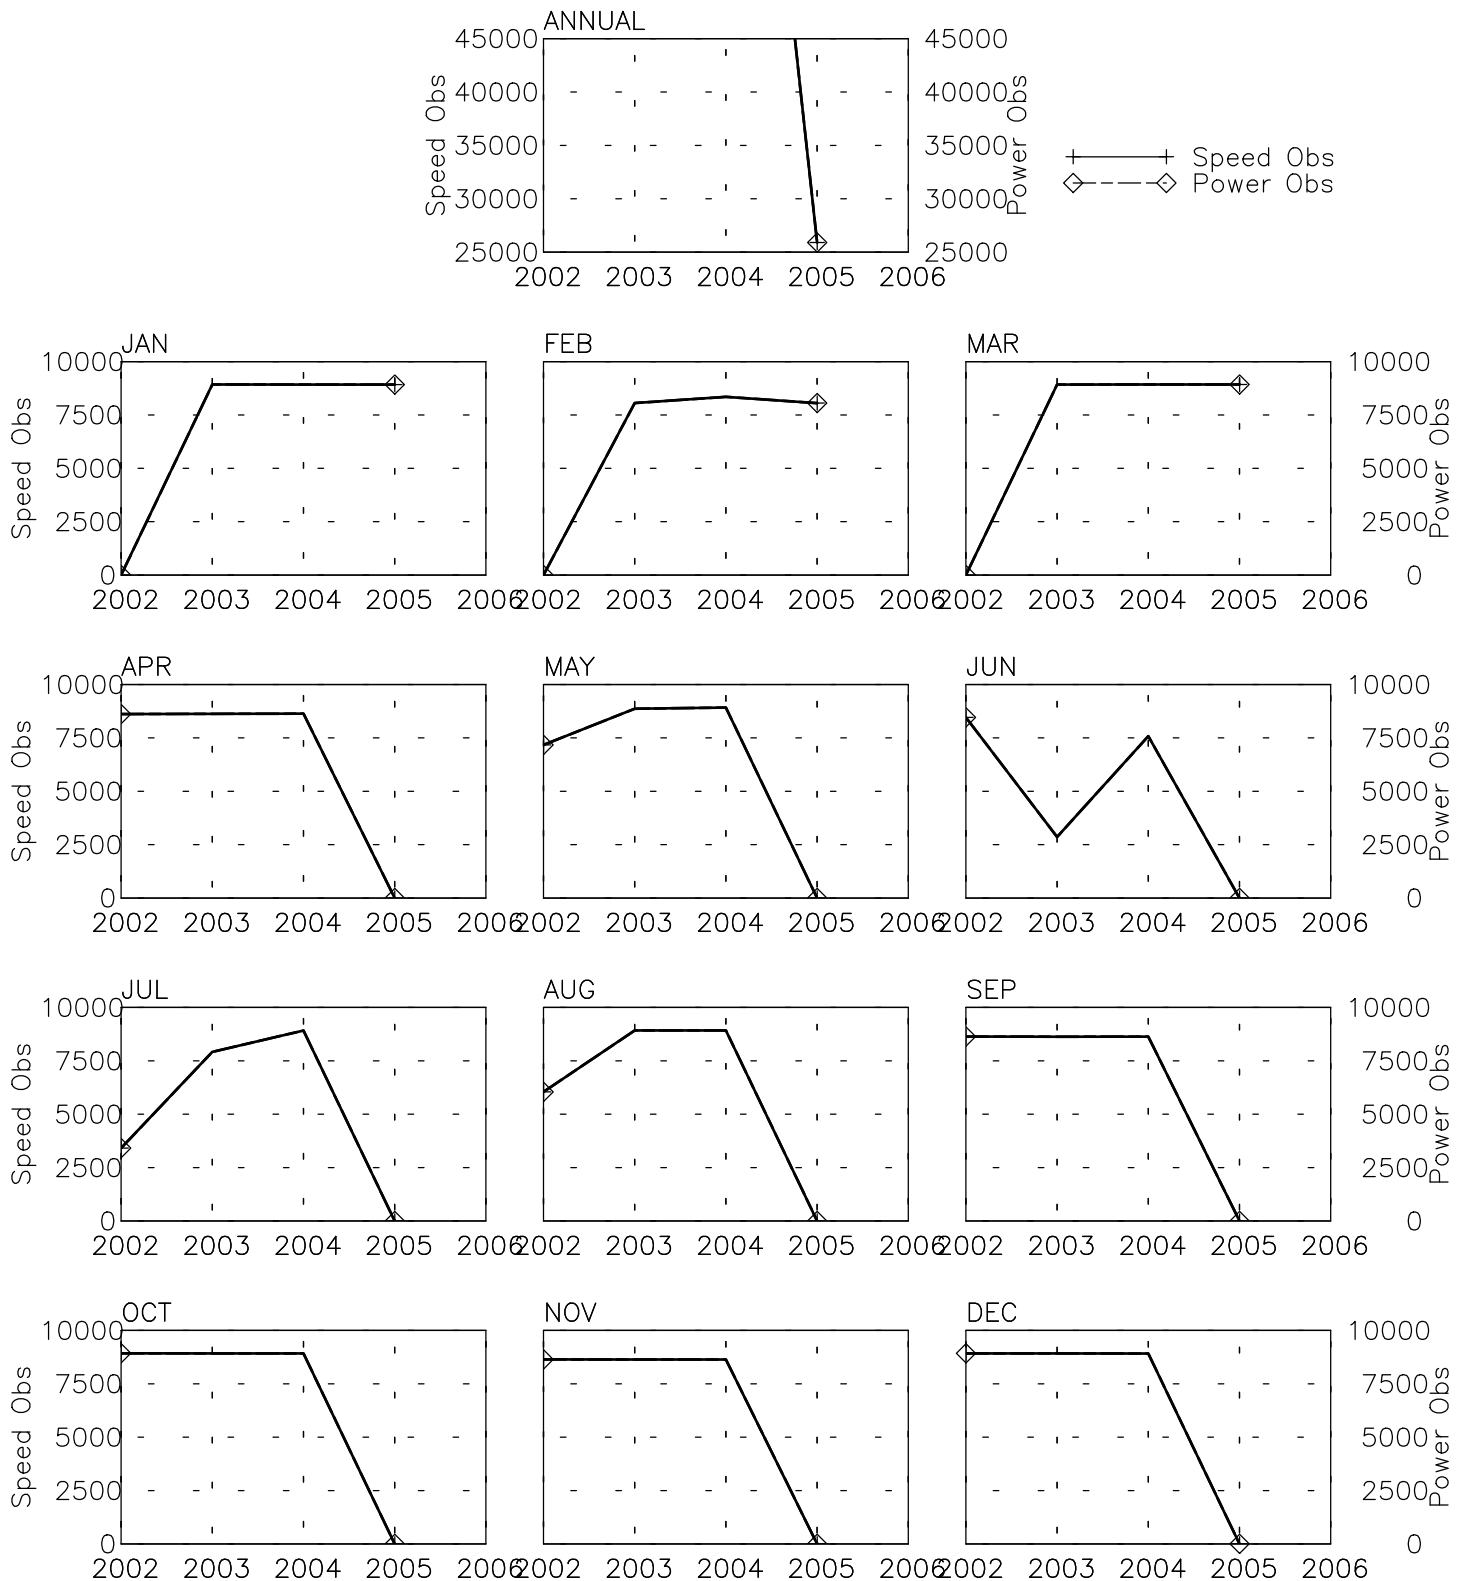 ANNUAL
45000 45000
40000 40000
35000 35000
30000 30000
25000 25000
Speed Obs
Power Obs
2002 2003 2004 2005 2006
Speed Obs
Power Obs
JAN FEB MAR
10000 10000
7500 7500
5000 5000
2500 2500
0 0
Speed Obs
Power Obs
2002 2003 2004 2005 2006 2002 2003 2004 2005 2006 2002 2003 2004 2005 2006
APR MAY JUN
10000 10000
7500 7500
5000 5000
2500 2500
0 0
Speed Obs
Power Obs
2002 2003 2004 2005 2006 2002 2003 2004 2005 2006 2002 2003 2004 2005 2006
JUL AUG SEP
10000 10000
7500 7500
5000 5000
2500 2500
0 0
Speed Obs
Power Obs
2002 2003 2004 2005 2006 2002 2003 2004 2005 2006 2002 2003 2004 2005 2006
OCT NOV DEC
10000 10000
7500 7500
5000 5000
2500 2500
0 0
Speed Obs
Power Obs
2002 2003 2004 2005 2006 2002 2003 2004 2005 2006 2002 2003 2004 2005 2006